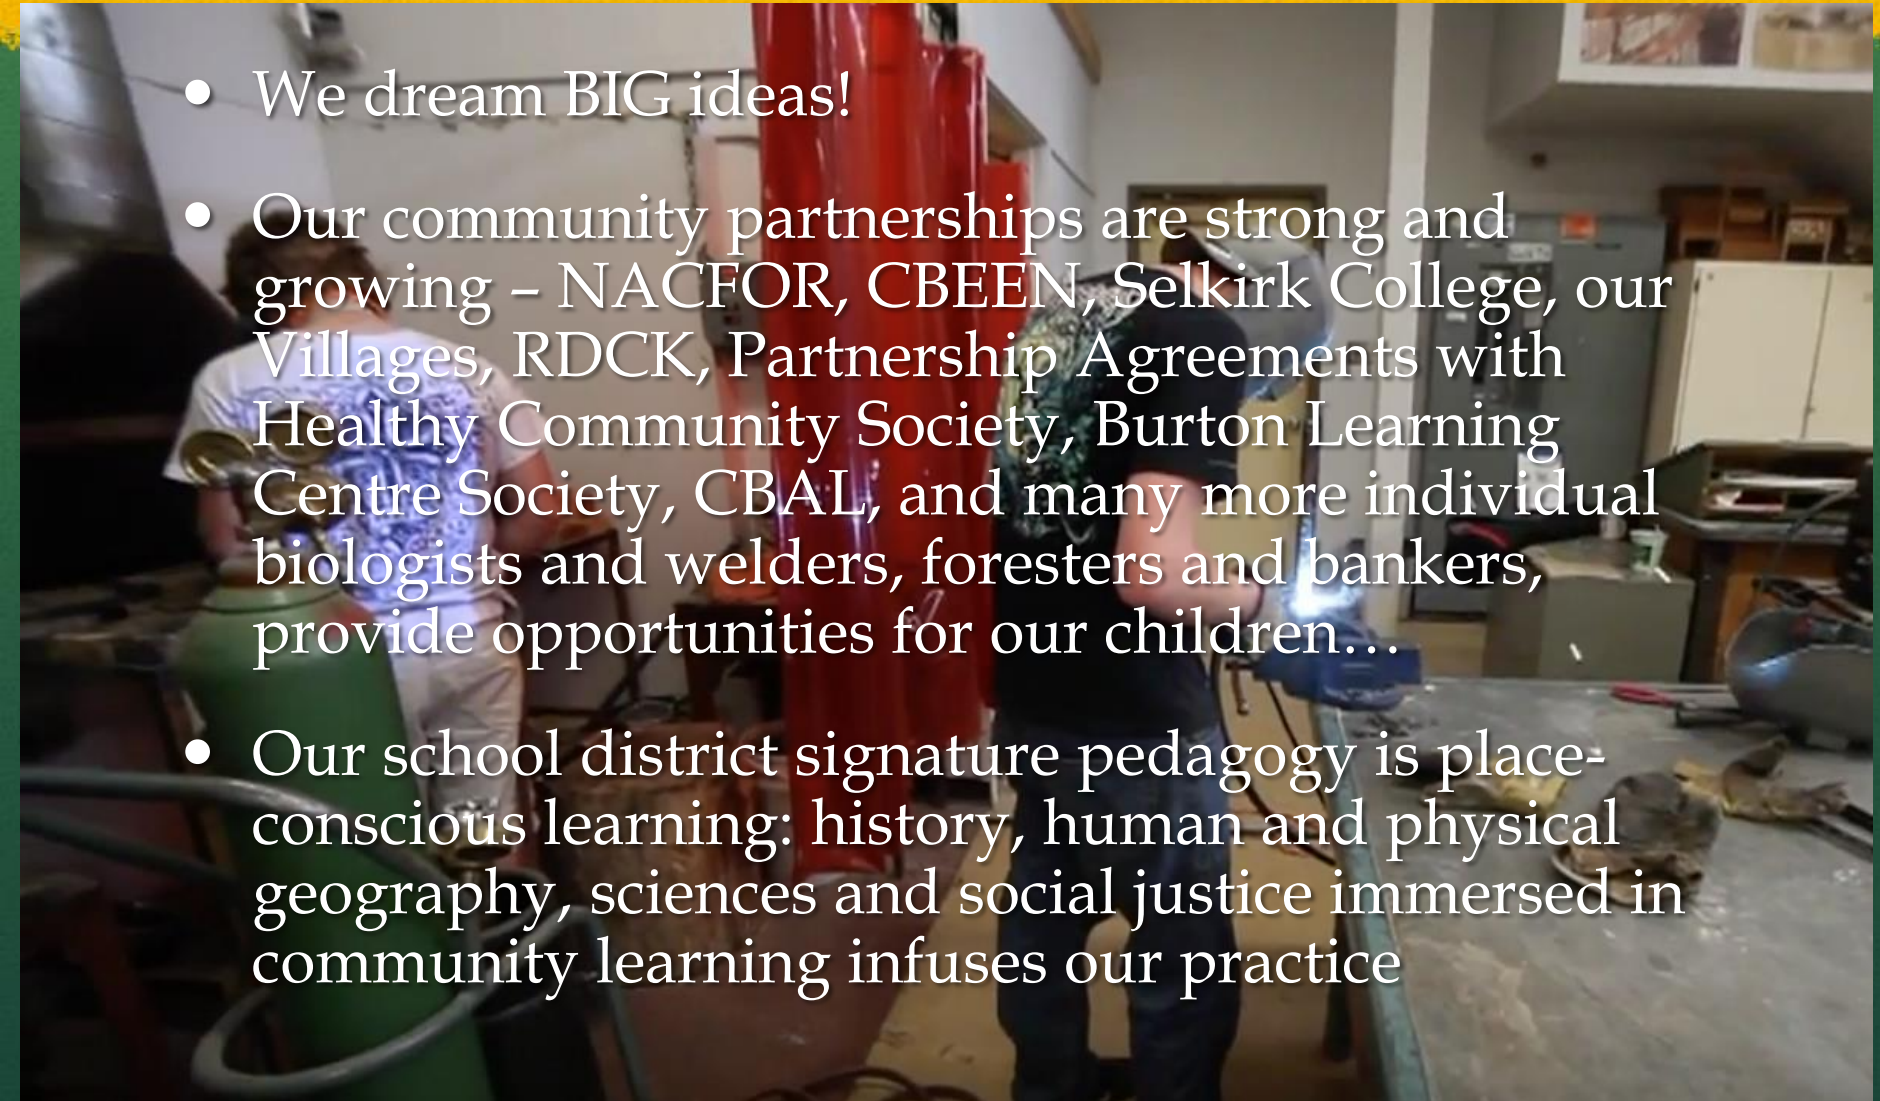 • We dream BIG ideas!
• Our community partnerships are strong and
growing – NACFOR, CBEEN, Selkirk College, our
Villages, RDCK, Partnership Agreements with
Healthy Community Society, Burton Learning
Centre Society, CBAL, and many more individual
biologists and welders, foresters and bankers,
provide opportunities for our children…
• Our school district signature pedagogy is place-
conscious learning: history, human and physical
geography, sciences and social justice immersed in
community learning infuses our practice